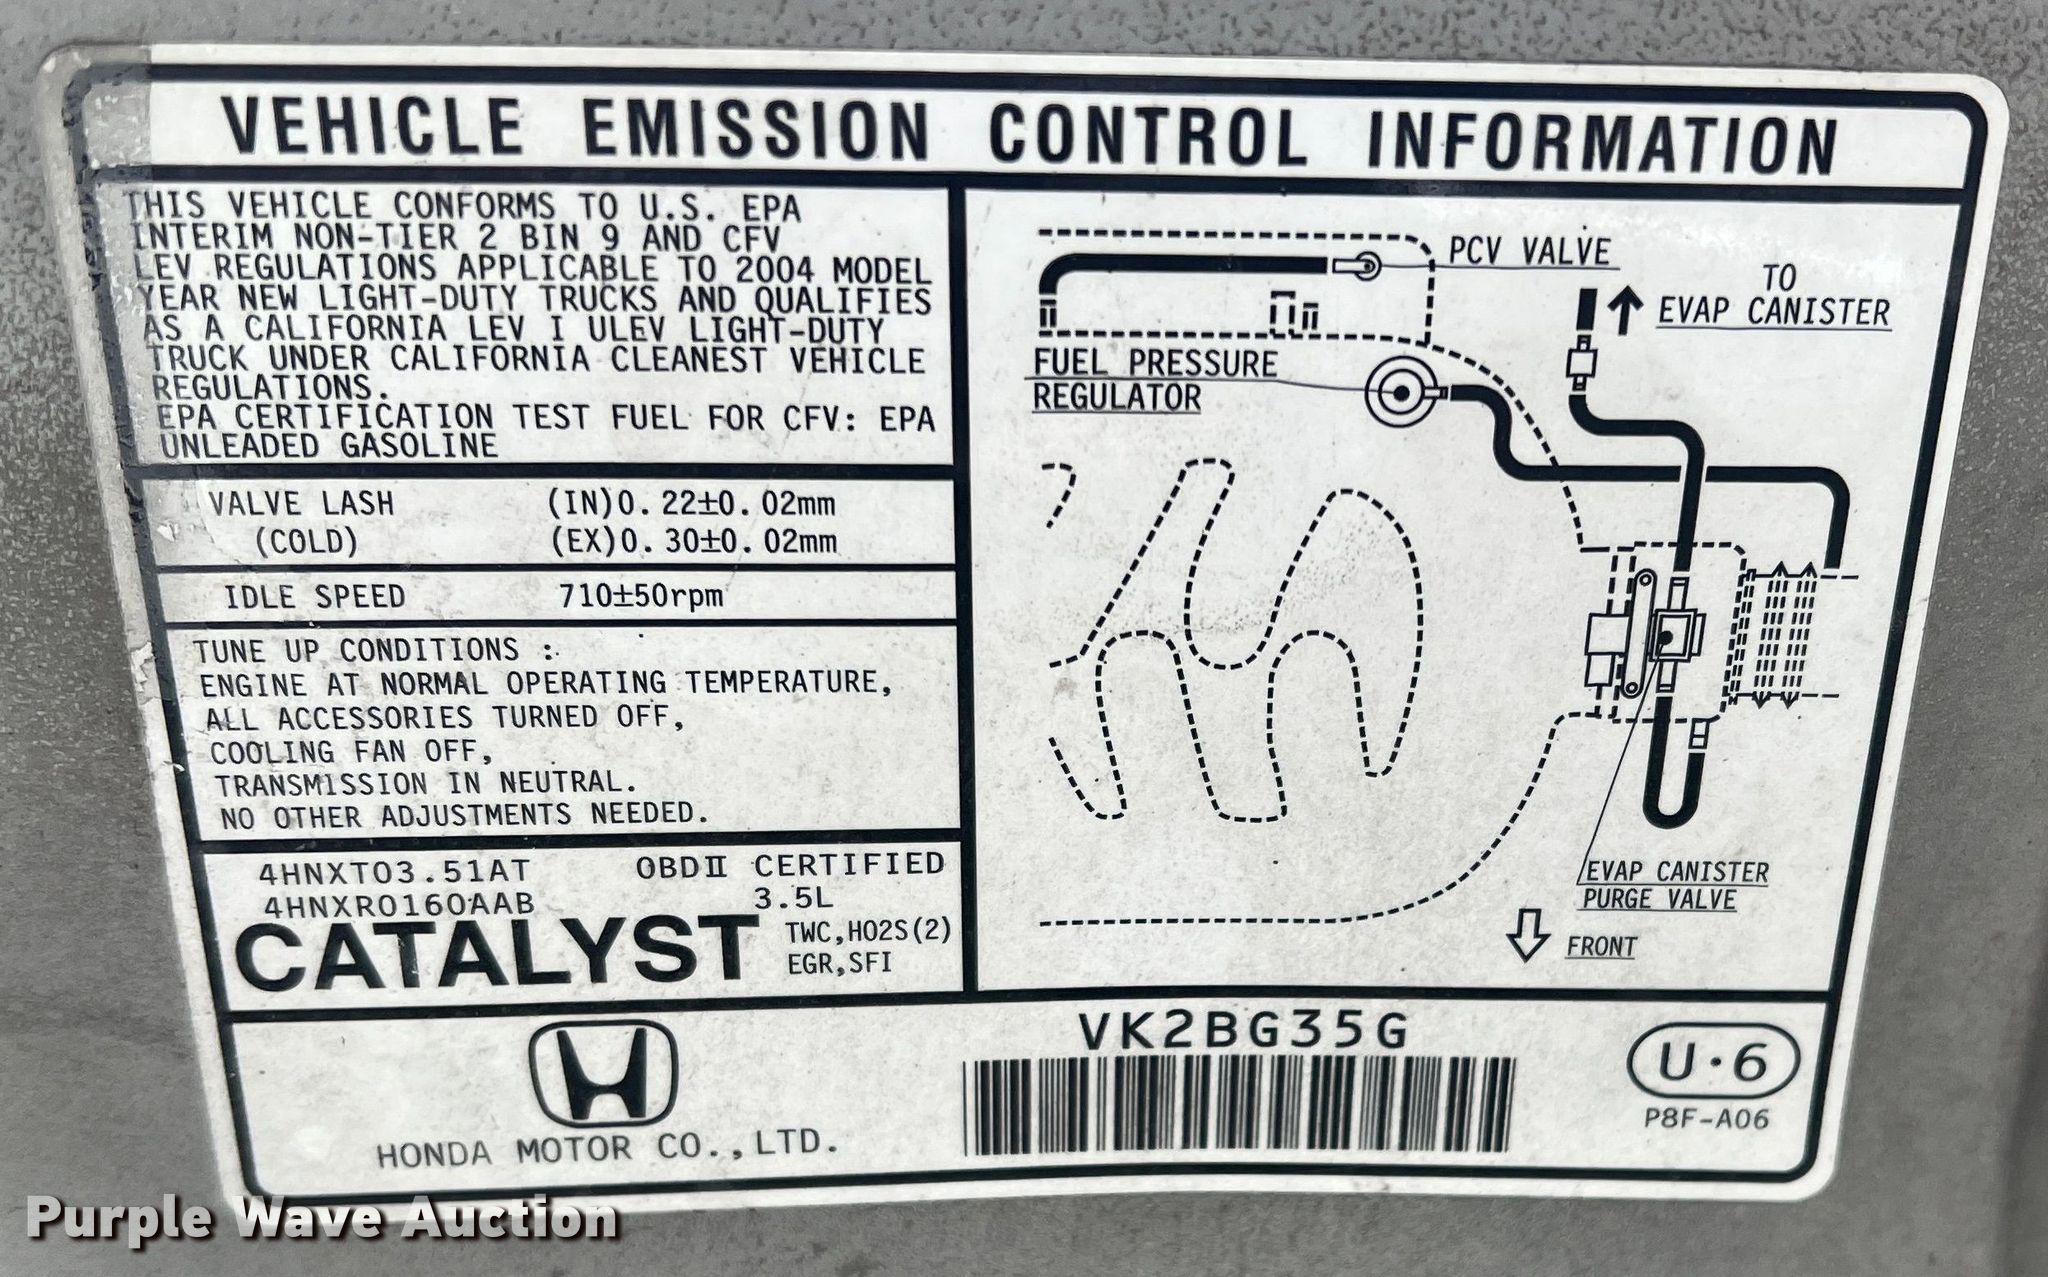 VEHICLE EMISSION CONTROL INFORMATION
THIS VEHICLE CONFORMS TO U.S. EPA
INTERIM NON-TIER 2 BIN 9 AND CFV
LEV REGULATIONS APPLICABLE TO 2004 MODEL
YEAR NEW LIGHT-DUTY TRUCKS AND QUALIFIES
AS A CALIFORNIA LEV I ULEV LIGHT-DUTY
TRUCK UNDER CALIFORNIA CLEANEST VEHICLE
REGULATIONS.
EPA CERTIFICATION TEST FUEL FOR CFV: EPA
UNLEADED GASOLINE
VALVE LASH (IN)0.22±0.02mm
(COLD) (EX)0.30±0.02mm
IDLE SPEED 710±50rpm
TUNE UP CONDITIONS :
ENGINE AT NORMAL OPERATING TEMPERATURE,
ALL ACCESSORIES TURNED OFF,
COOLING FAN OFF,
TRANSMISSION IN NEUTRAL.
NO OTHER ADJUSTMENTS NEEDED.
4HNXT03.51AT OBDⅡ CERTIFIED
4HNXR0160AAB 3.5L
CATALYST
TWC,HO2S(2)
EGR,SFI
PCV VALVE
TO
EVAP CANISTER
FUEL PRESSURE
REGULATOR
EVAP CANISTER
PURGE VALVE
FRONT
HONDA MOTOR CO.,LTD.
VK2BG35G
U·6
P8F-A06
Purple Wave Auction